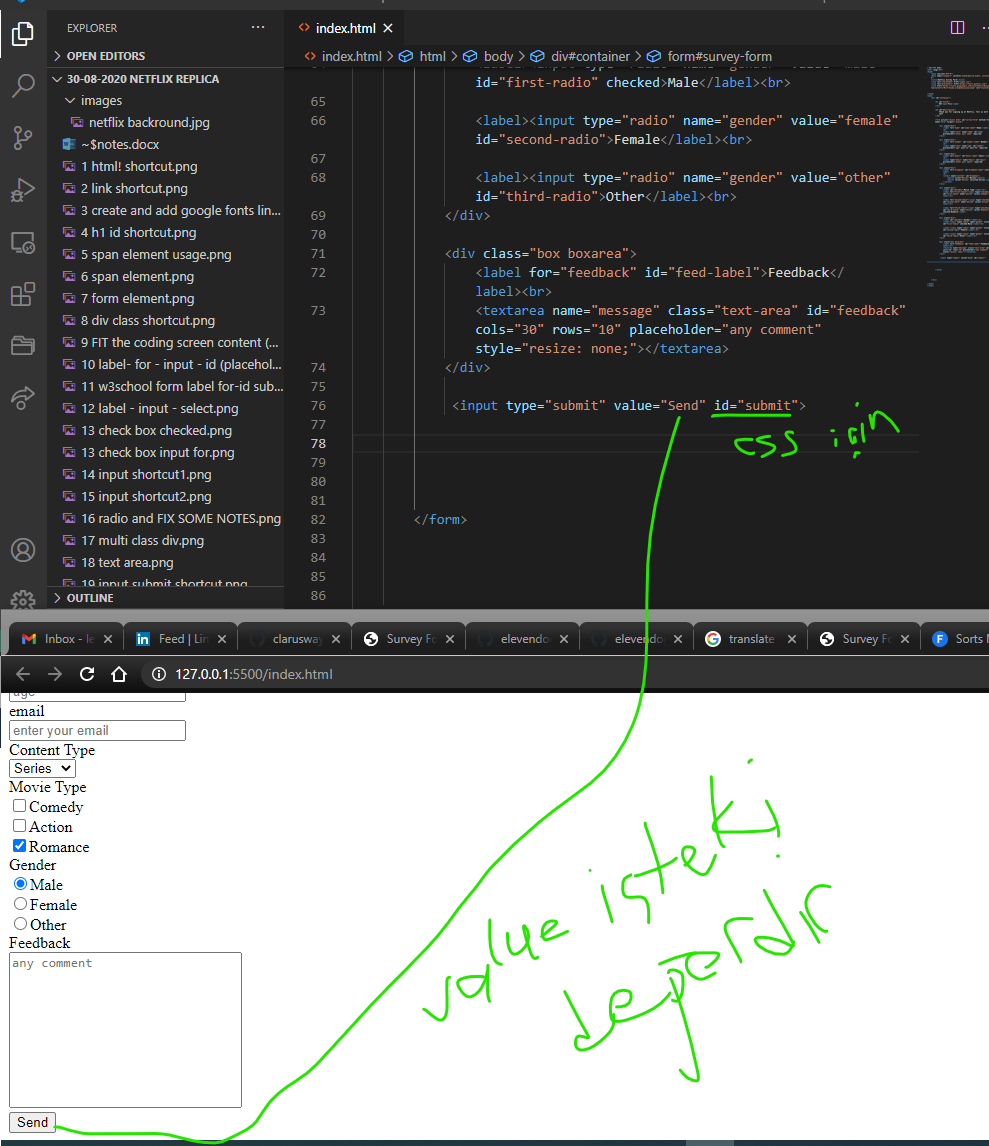 EXPLORER
···
index.html
OPEN EDITORS
index.html > html > body > div#container > form#survey-form
30-08-2020 NETFLIX REPLICA
images
netflix backround.jpg
~$notes.docx
1 html! shortcut.png
2 link shortcut.png
3 create and add google fonts lin...
4 h1 id shortcut.png
5 span element usage.png
6 span element.png
7 form element.png
8 div class shortcut.png
9 FIT the coding screen content (...
10 label- for - input - id (placehol...
11 w3school form label for-id sub...
12 label - input - select.png
13 check box checked.png
13 check box input for.png
14 input shortcut1.png
15 input shortcut2.png
16 radio and FIX SOME NOTES.png
17 multi class div.png
18 text area.png
19 input submit shortcut.png
OUTLINE
id="first-radio" checked>Male</label><br>
65
66 <label><input type="radio" name="gender" value="female"
id="second-radio">Female</label><br>
67
68 <label><input type="radio" name="gender" value="other"
id="third-radio">Other</label><br>
69 </div>
70
71 <div class="box boxarea">
72 <label for="feedback" id="feed-label">Feedback</
label><br>
73 <textarea name="message" class="text-area" id="feedback"
cols="30" rows="10" placeholder="any comment"
style="resize: none;"></textarea>
74 </div>
75
76 <input type="submit" value="Send" id="submit">
77
css için
78
79
80
81
82 </form>
83
84
85
86
Inbox - le
Feed | Lin
clarusway
Survey Fo
elevendo
elevendo
translate
Survey Fo
Sorts M
127.0.0.1:5500/index.html
age
email
enter your email
Content Type
Series
Movie Type
Comedy
Action
Romance
Gender
Male
Female
Other
Feedback
any comment
Send
value isteki
degerdir